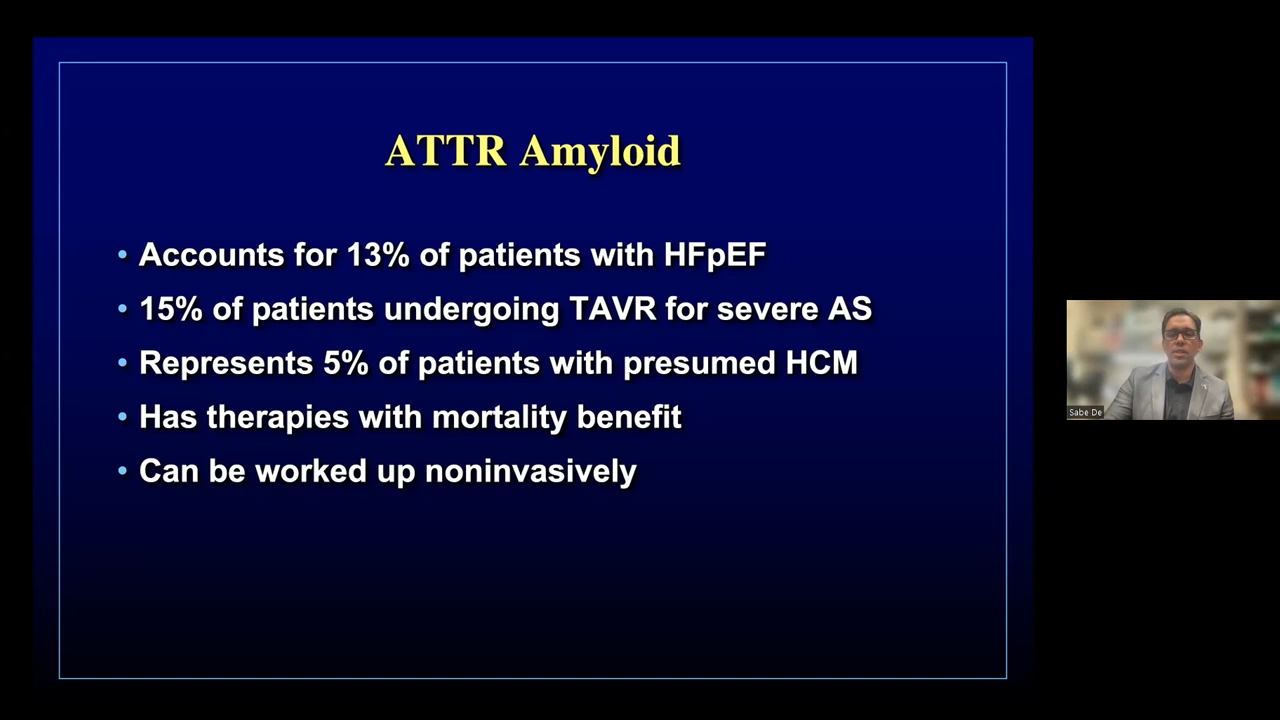 ATTR Amyloid
• Accounts for 13% of patients with HFpEF
• 15% of patients undergoing TAVR for severe AS
• Represents 5% of patients with presumed HCM
• Has therapies with mortality benefit
• Can be worked up noninvasively
Sabe De